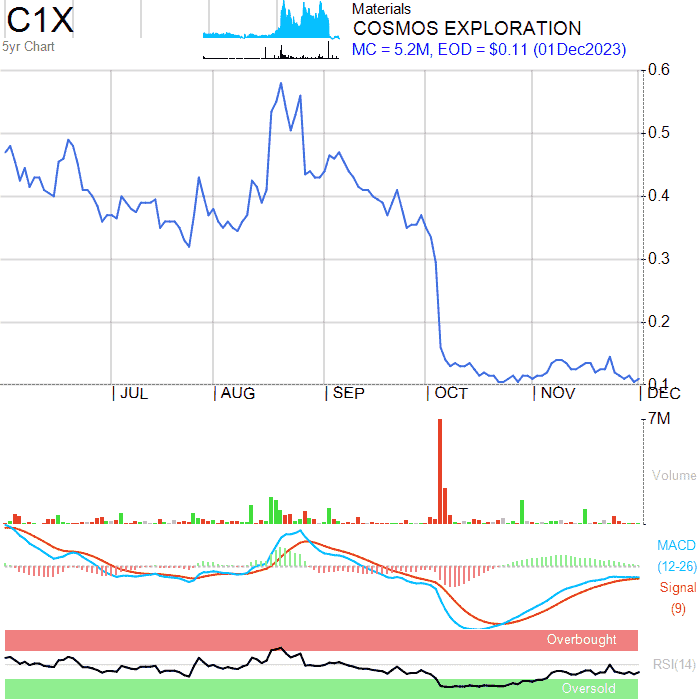 C1X
5yr Chart
Materials
COSMOS EXPLORATION
MC = 5.2M, EOD = $0.11 (01Dec2023)
0.6
0.5
0.4
0.3
0.2
0.1
JUL
AUG
SEP
OCT
NOV
DEC
7M
Volume
MACD
(12-26)
Signal
(9)
Overbought
RSI(14)
Oversold